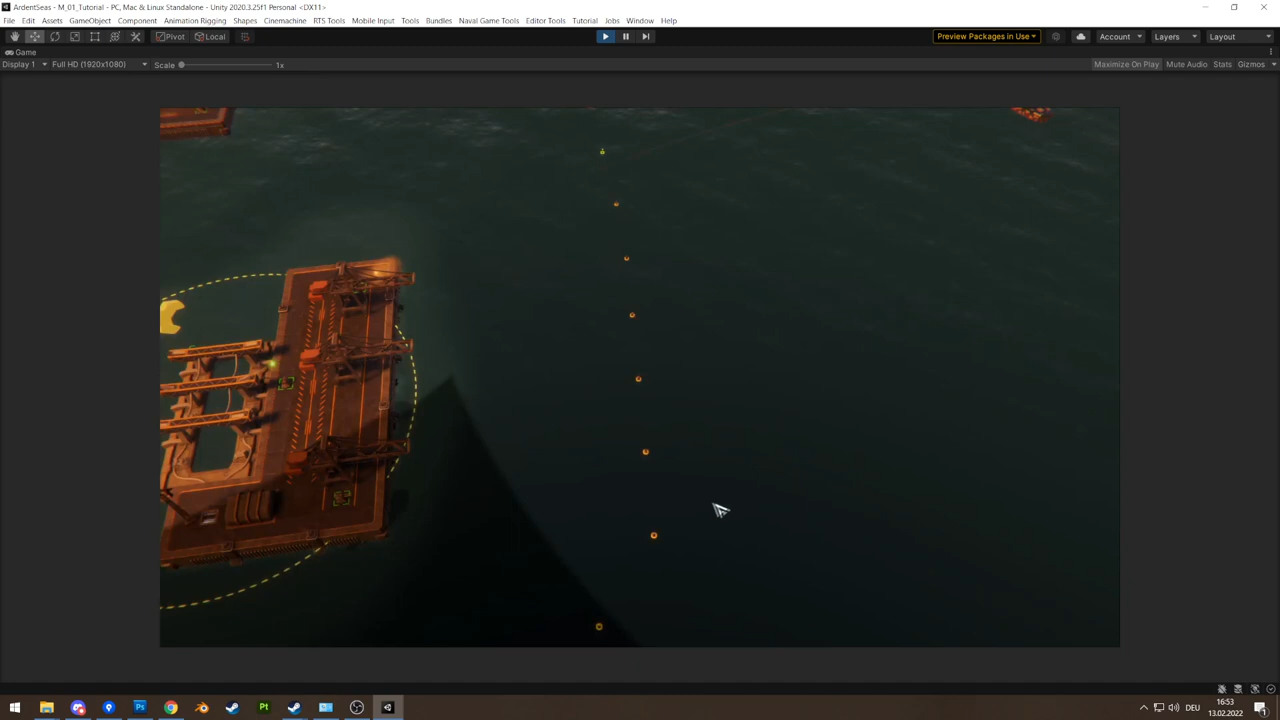 ArdentSeas - M_01_Tutorial - PC, Mac & Linux Standalone - Unity 2020.3.25f1 Personal <DX11>
File Edit Assets GameObject Component Animation Rigging Shapes Cinemachine RTS Tools Mobile Input Tools Bundles Naval Game Tools Editor Tools Tutorial Jobs Window Help
Pivot Local Preview Packages in Use Account Layers Layout
Game
Display 1 Full HD (1920x1080) Scale 1x Maximize On Play Mute Audio Stats Gizmos
Ps Pt DEU 16:53
13.02.2022 1